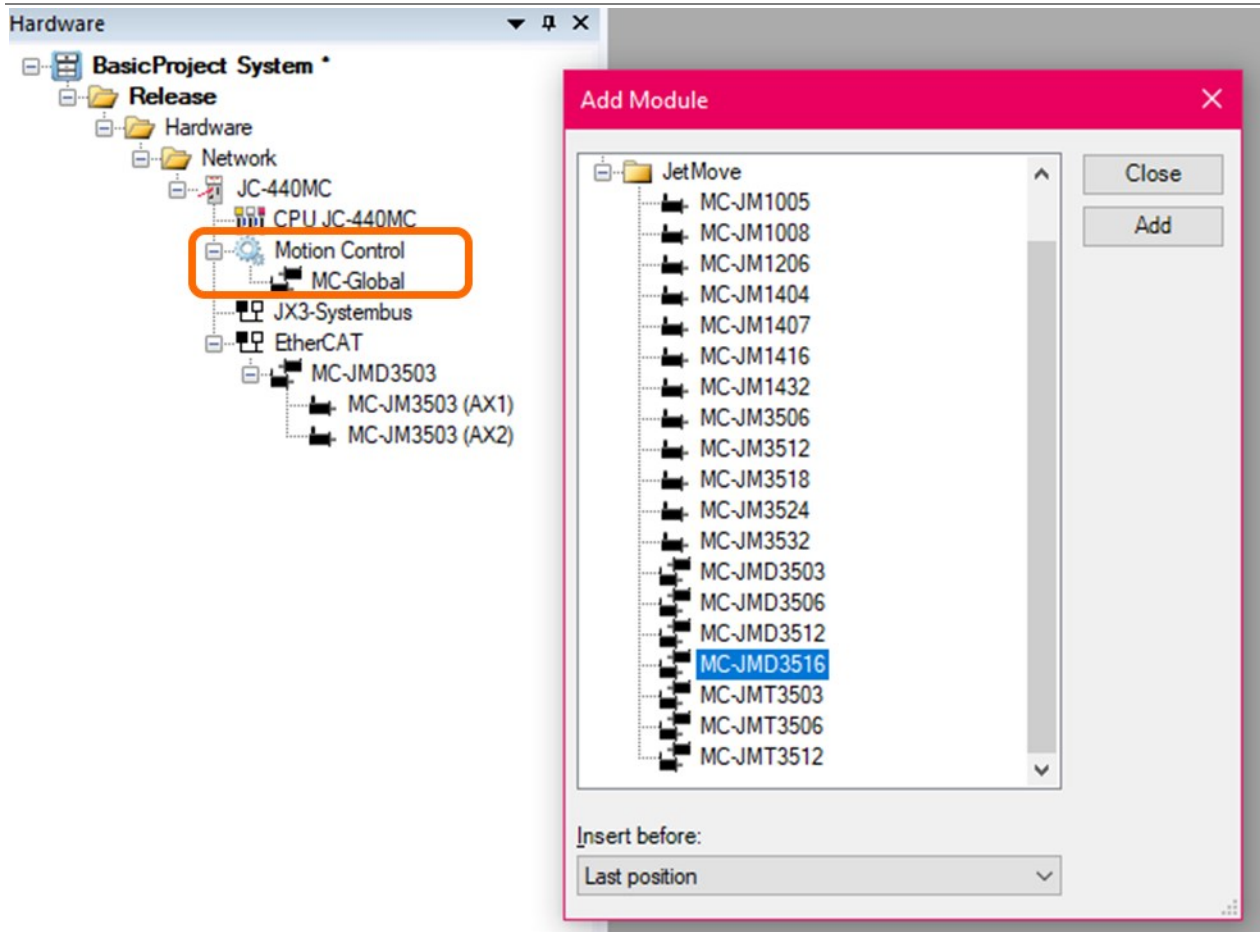 Hardware
BasicProject System *
Release
Hardware
Network
JC-440MC
CPU JC-440MC
Motion Control
MC-Global
JX3-Systembus
EtherCAT
MC-JMD3503
MC-JM3503 (AX1)
MC-JM3503 (AX2)
Add Module
JetMove
MC-JM1005
MC-JM1008
MC-JM1206
MC-JM1404
MC-JM1407
MC-JM1416
MC-JM1432
MC-JM3506
MC-JM3512
MC-JM3518
MC-JM3524
MC-JM3532
MC-JMD3503
MC-JMD3506
MC-JMD3512
MC-JMD3516
MC-JMT3503
MC-JMT3506
MC-JMT3512
Close
Add
Insert before:
Last position